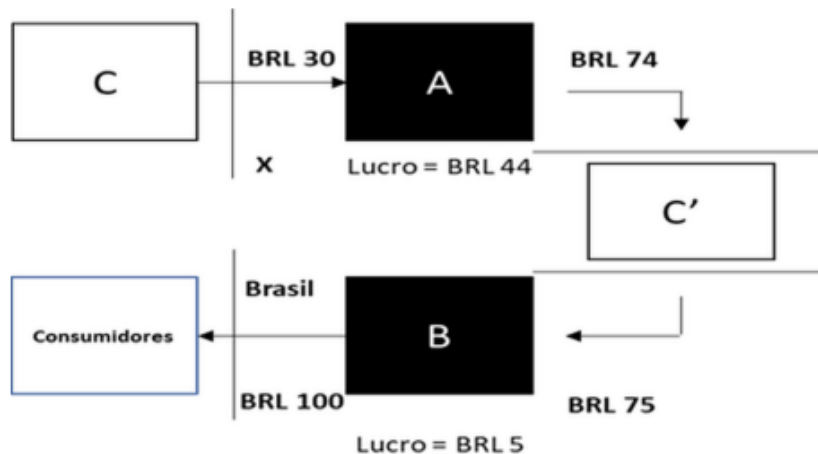 C
BRL 30
A
BRL 74
X
Lucro = BRL 44
C’
Brasil
Consumidores
B
BRL 100
BRL 75
Lucro = BRL 5